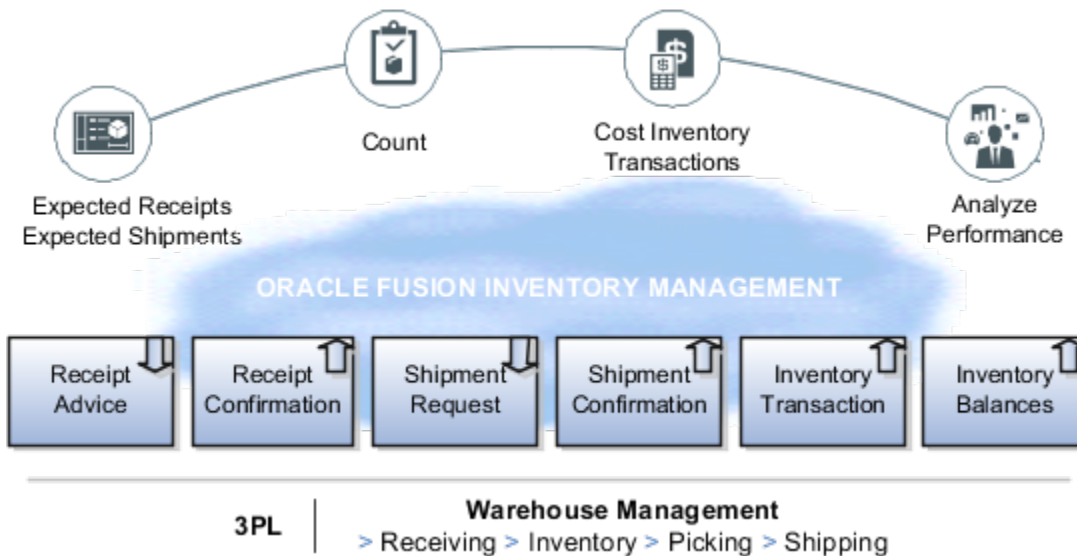 Count
Cost Inventory
Transactions
Expected Receipts
Expected Shipments
Analyze
Performance
ORACLE FUSION INVENTORY MANAGEMENT
Receipt
Advice
Receipt
Confirmation
Shipment
Request
Shipment
Confirmation
Inventory
Transaction
Inventory
Balances
3PL
Warehouse Management
> Receiving > Inventory > Picking > Shipping